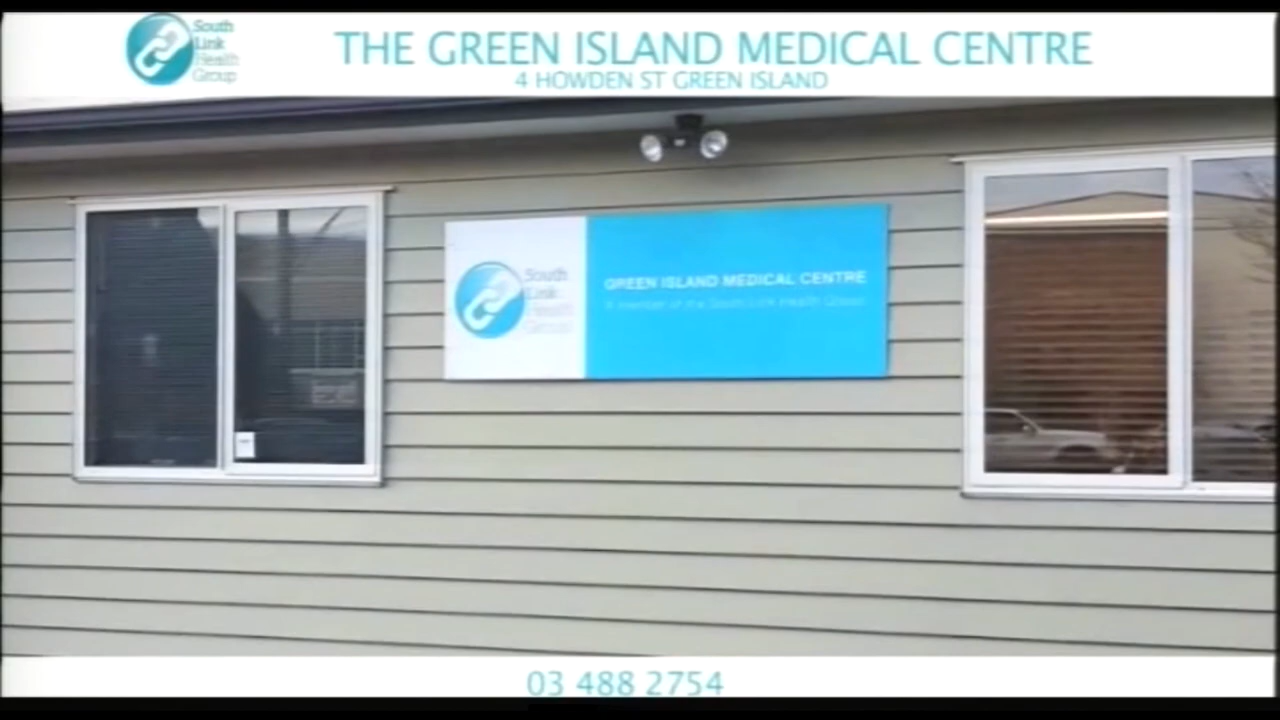 South
Link
Health
Group
THE GREEN ISLAND MEDICAL CENTRE
4 HOWDEN ST GREEN ISLAND
South
Link
Health
Group
GREEN ISLAND MEDICAL CENTRE
A member of the South Link Health Group
03 488 2754